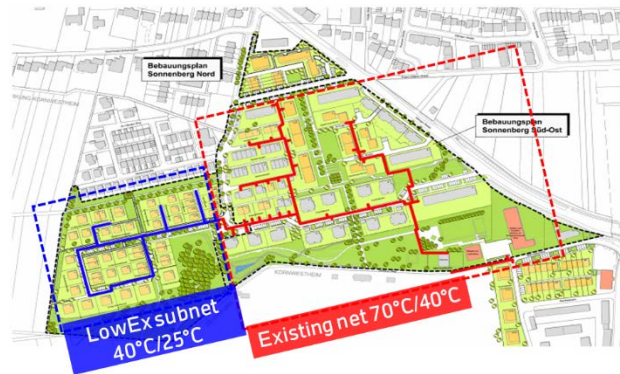 Bebauungsplan
Sonnenberg Nord
Bebauungsplan
Sonnenberg Süd-Ost
KORNWESTHEIM
LowEx subnet
40°C/25°C
Existing net 70°C/40°C